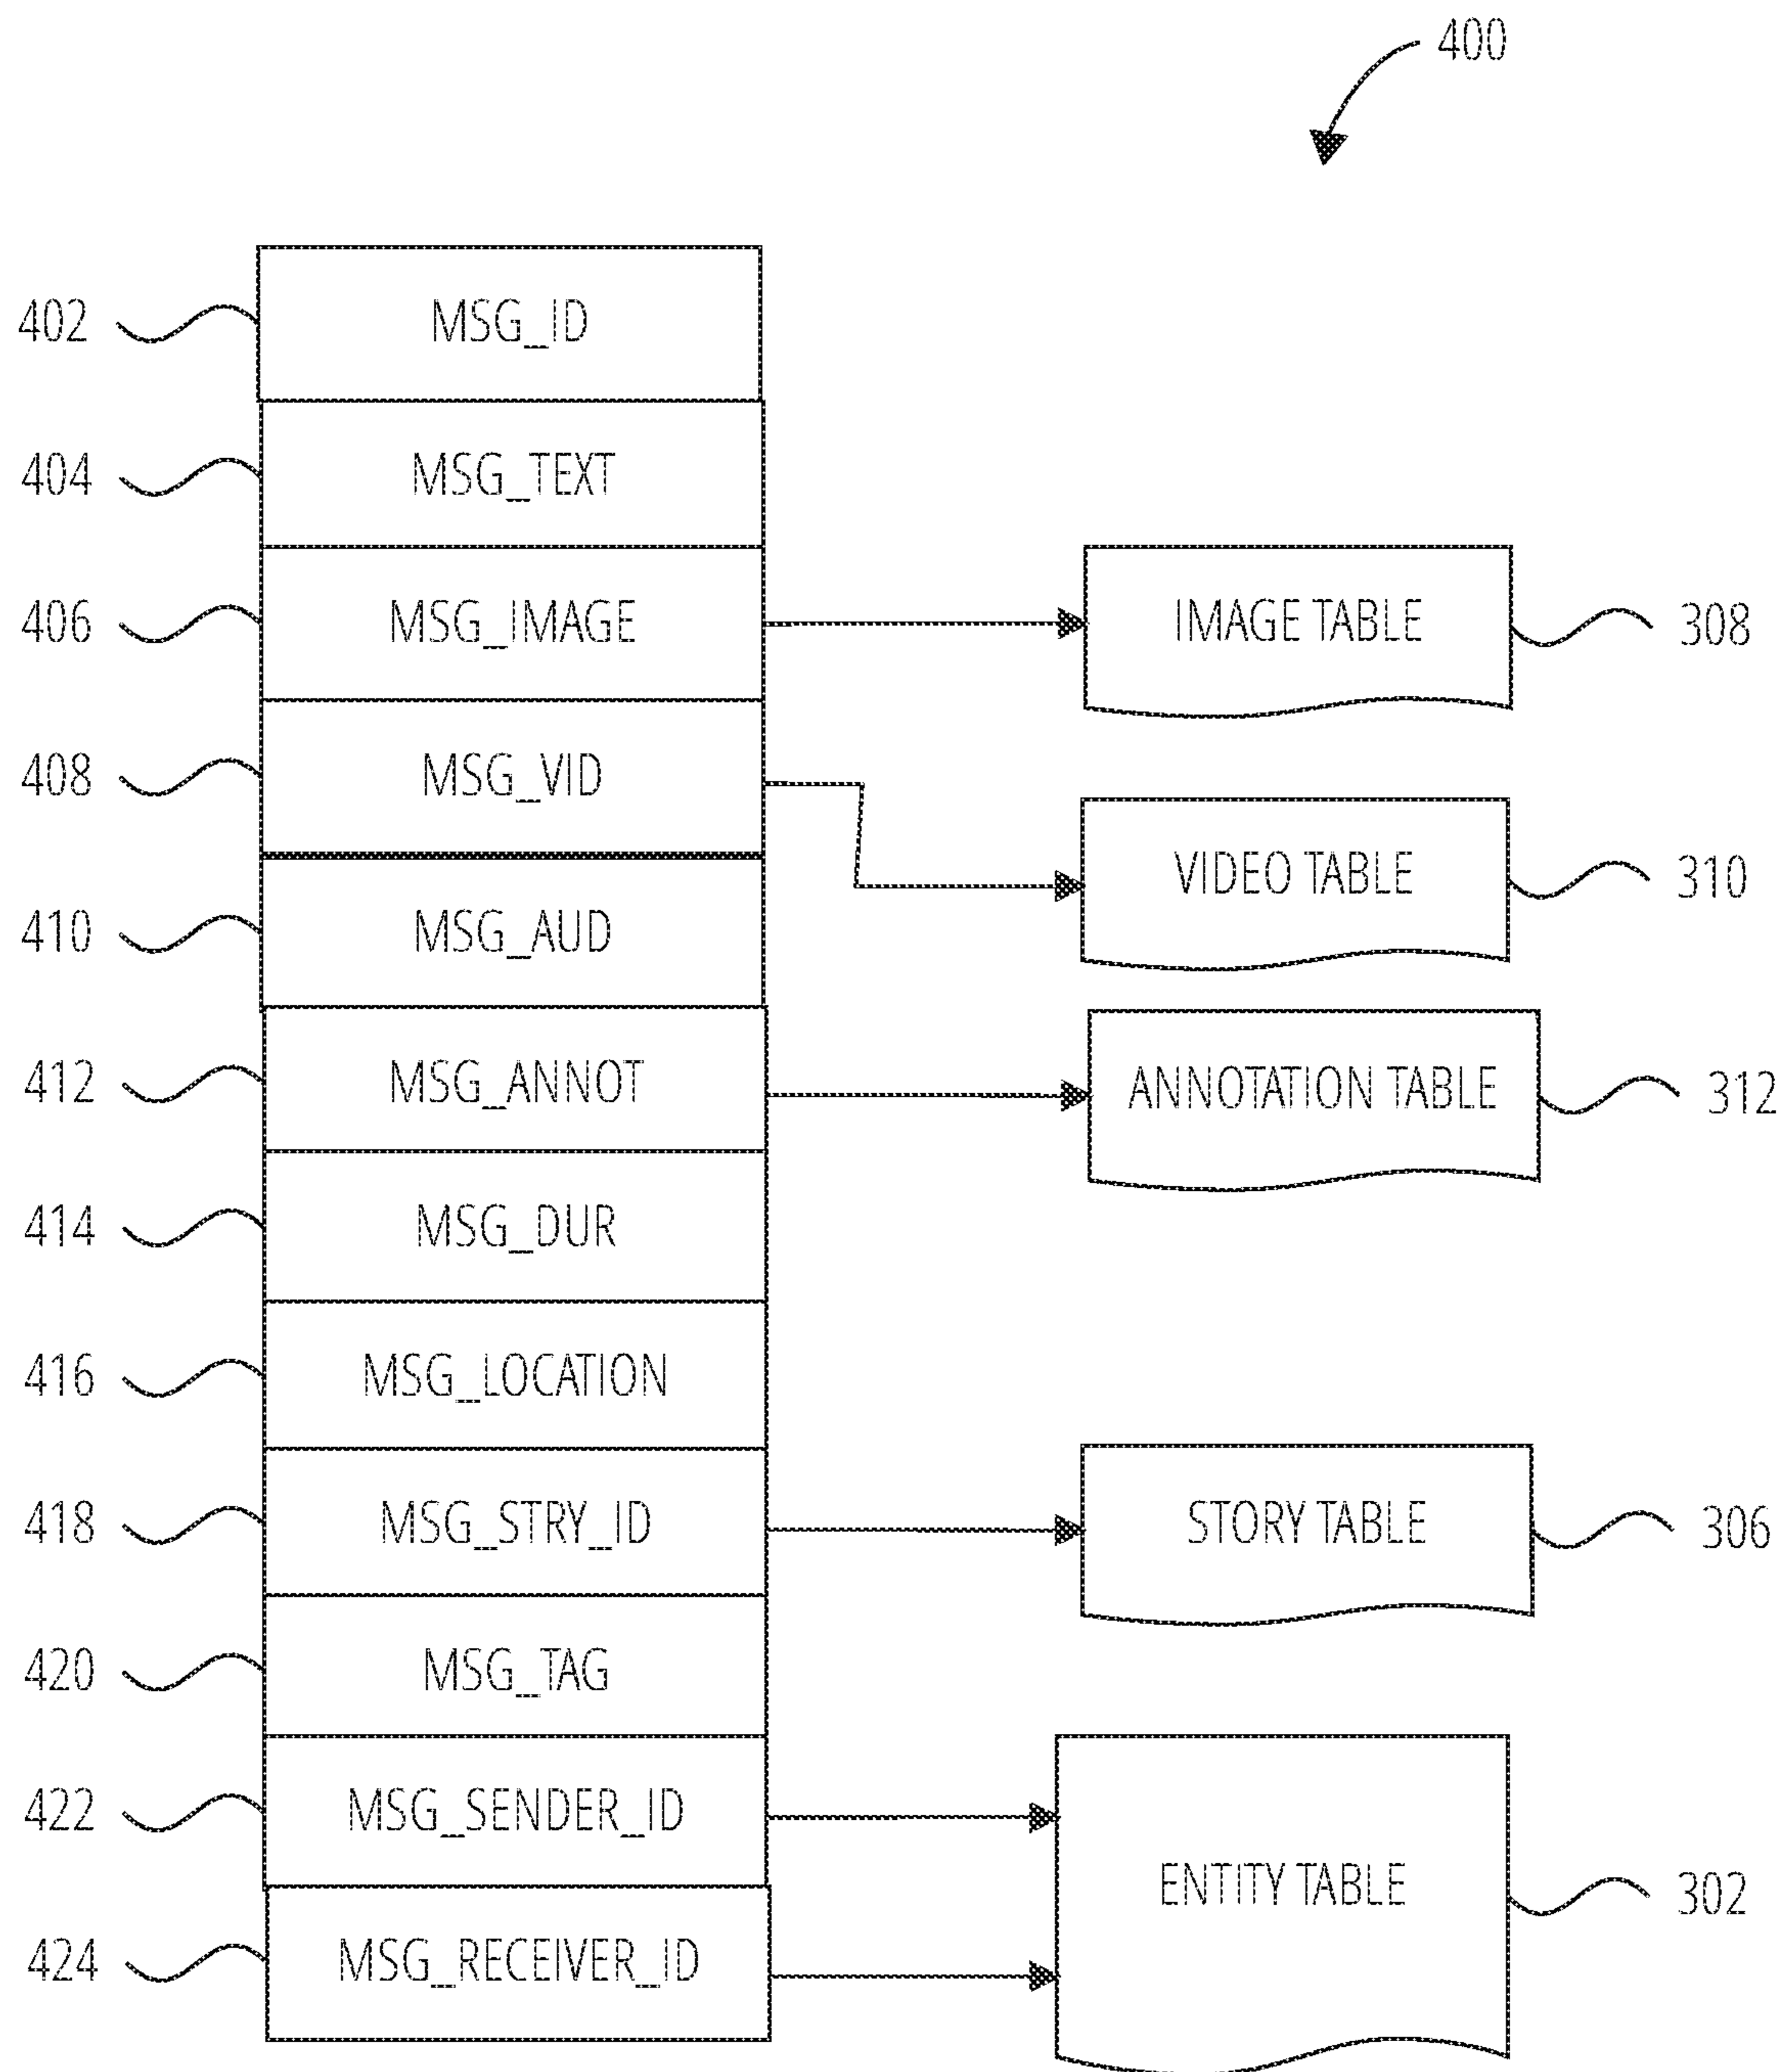 400
402 MSG_ID
404 MSG_TEXT
406 MSG_IMAGE IMAGE TABLE 308
408 MSG_VID
VIDEO TABLE 310
410 MSG_AUD
412 MSG_ANNOT ANNOTATION TABLE 312
414 MSG_DUR
416 MSG_LOCATION
418 MSG_STRY_ID STORY TABLE 306
420 MSG_TAG
422 MSG_SENDER_ID
ENTITY TABLE 302
424 MSG_RECEIVER_ID